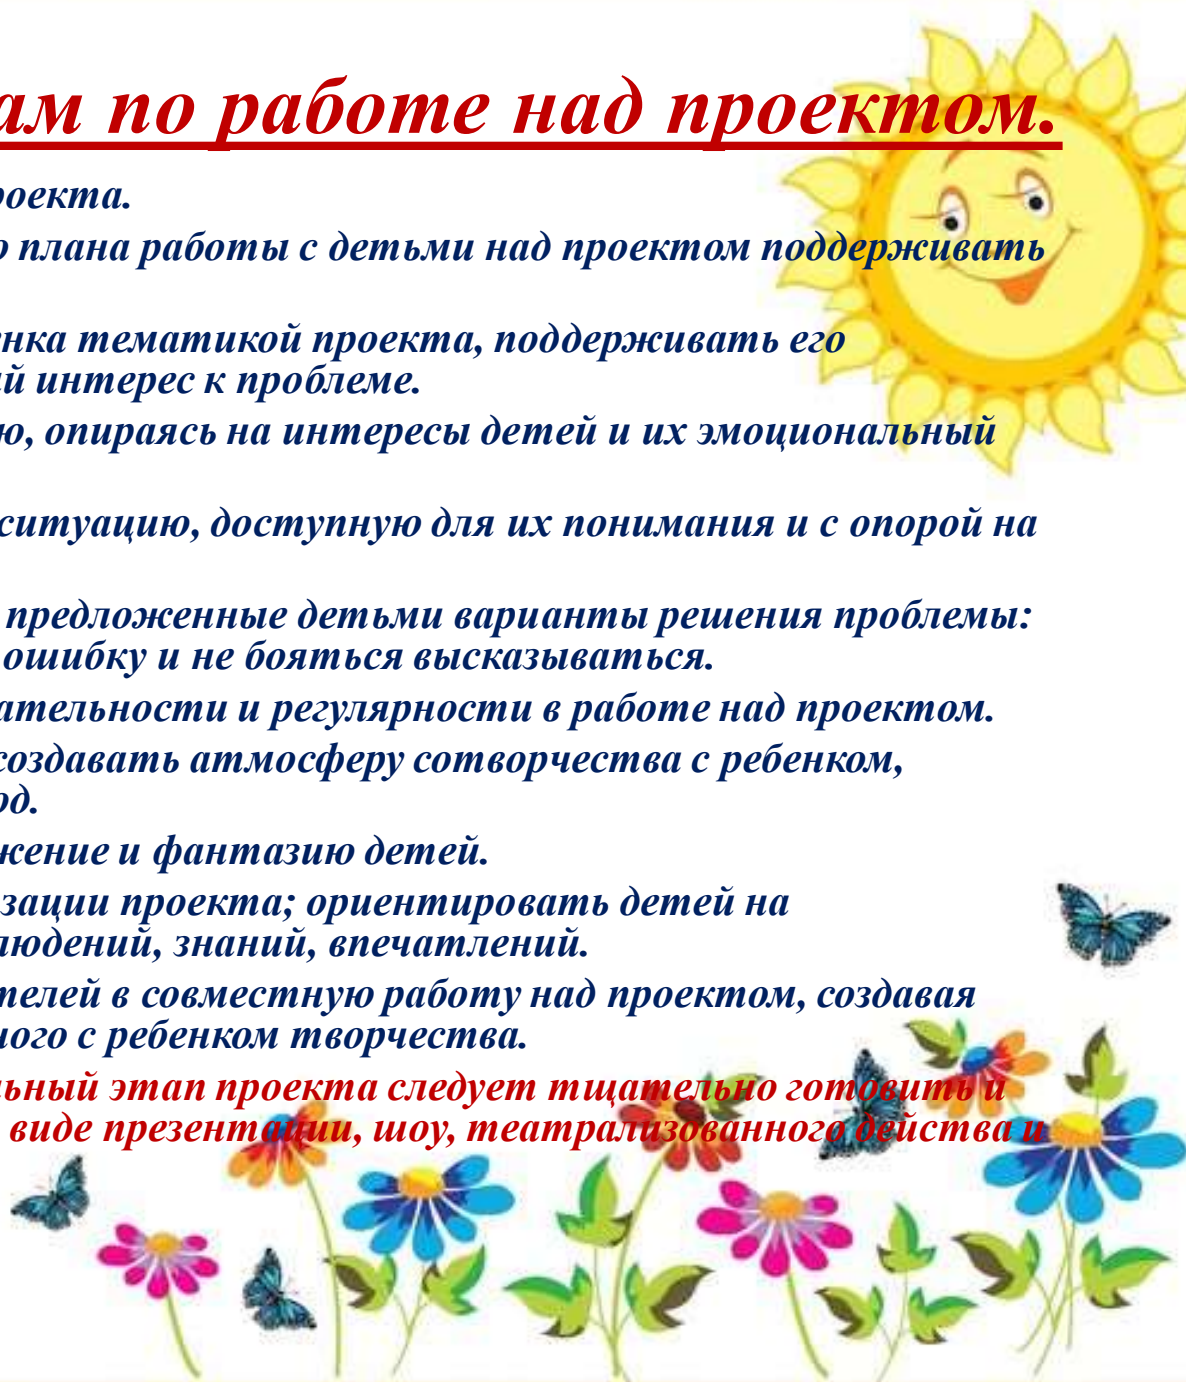 ам по работе над проектом.
роекта.
о плана работы с детьми над проектом поддерживать
енка тематикой проекта, поддерживать его
ий интерес к проблеме.
ю, опираясь на интересы детей и их эмоциональный
ситуацию, доступную для их понимания и с опорой на
предложенные детьми варианты решения проблемы:
ошибку и не бояться высказываться.
ательности и регулярности в работе над проектом.
создавать атмосферу сотворчества с ребенком,
од.
жение и фантазию детей.
зации проекта; ориентировать детей на
людений, знаний, впечатлений.
телей в совместную работу над проектом, создавая
ного с ребенком творчества.
льный этап проекта следует тщательно готовить и
виде презентации, шоу, театрализованного действа и